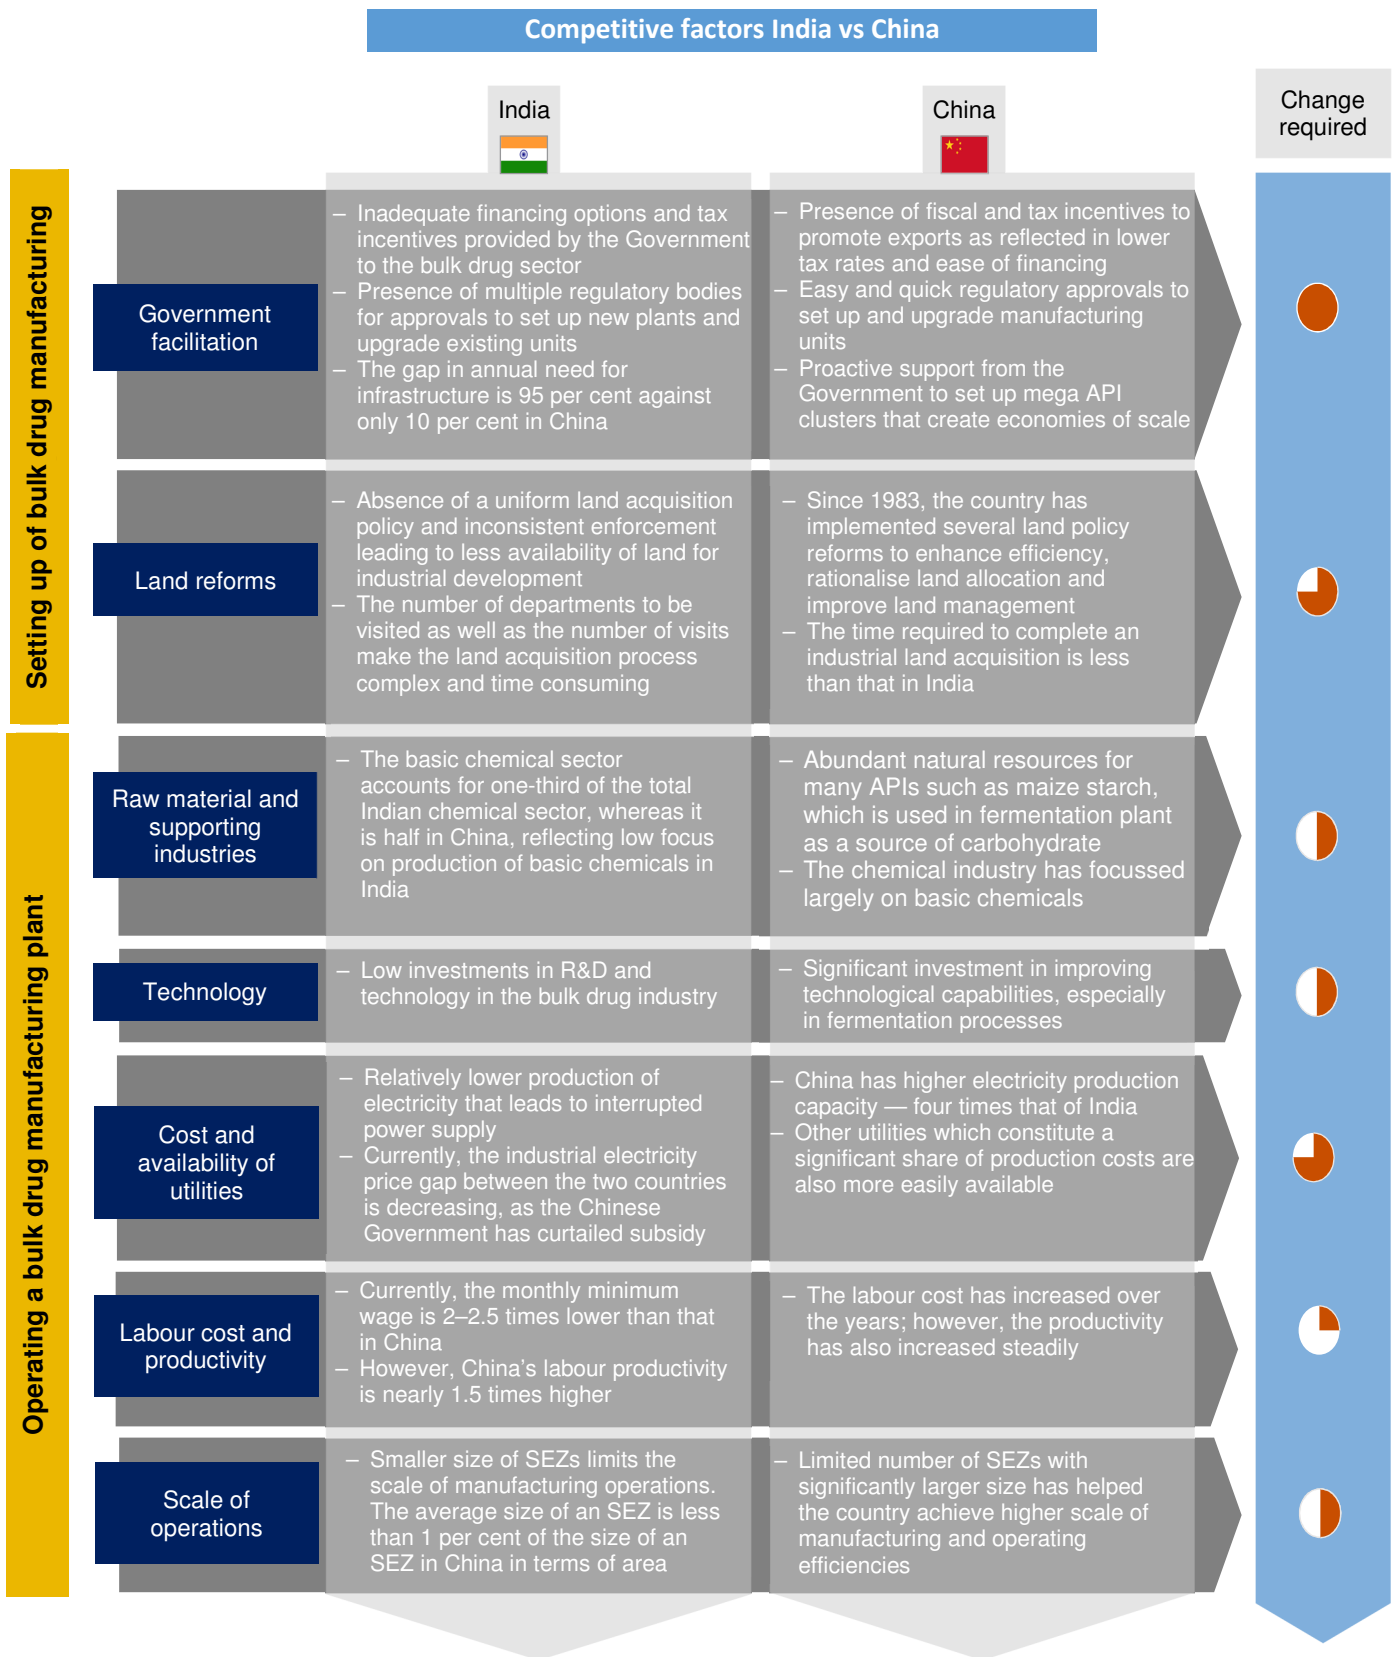 Competitive factors India vs China
India
China
Change
required
Setting up of bulk drug manufacturing
Government
facilitation
– Inadequate financing options and tax
incentives provided by the Government
to the bulk drug sector
– Presence of multiple regulatory bodies
for approvals to set up new plants and
upgrade existing units
– The gap in annual need for
infrastructure is 95 per cent against
only 10 per cent in China
– Presence of fiscal and tax incentives to
promote exports as reflected in lower
tax rates and ease of financing
– Easy and quick regulatory approvals to
set up and upgrade manufacturing
units
– Proactive support from the
Government to set up mega API
clusters that create economies of scale
Land reforms
– Absence of a uniform land acquisition
policy and inconsistent enforcement
leading to less availability of land for
industrial development
– The number of departments to be
visited as well as the number of visits
make the land acquisition process
complex and time consuming
– Since 1983, the country has
implemented several land policy
reforms to enhance efficiency,
rationalise land allocation and
improve land management
– The time required to complete an
industrial land acquisition is less
than that in India
Operating a bulk drug manufacturing plant
Raw material and
supporting
industries
– The basic chemical sector
accounts for one-third of the total
Indian chemical sector, whereas it
is half in China, reflecting low focus
on production of basic chemicals in
India
– Abundant natural resources for
many APIs such as maize starch,
which is used in fermentation plant
as a source of carbohydrate
– The chemical industry has focussed
largely on basic chemicals
Technology
– Low investments in R&D and
technology in the bulk drug industry
– Significant investment in improving
technological capabilities, especially
in fermentation processes
Cost and
availability of
utilities
– Relatively lower production of
electricity that leads to interrupted
power supply
– Currently, the industrial electricity
price gap between the two countries
is decreasing, as the Chinese
Government has curtailed subsidy
– China has higher electricity production
capacity — four times that of India
– Other utilities which constitute a
significant share of production costs are
also more easily available
Labour cost and
productivity
– Currently, the monthly minimum
wage is 2–2.5 times lower than that
in China
– However, China's labour productivity
is nearly 1.5 times higher
– The labour cost has increased over
the years; however, the productivity
has also increased steadily
Scale of
operations
– Smaller size of SEZs limits the
scale of manufacturing operations.
The average size of an SEZ is less
than 1 per cent of the size of an
SEZ in China in terms of area
– Limited number of SEZs with
significantly larger size has helped
the country achieve higher scale of
manufacturing and operating
efficiencies